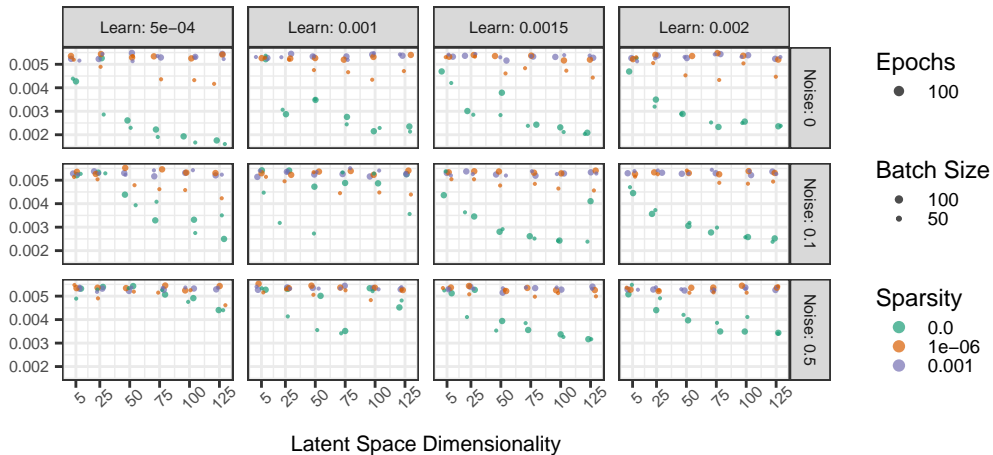 Learn: 5e−04
Learn: 0.001
Learn: 0.0015
Learn: 0.002
0.005
0.004
0.003
0.002
Noise: 0
0.005
0.004
0.003
0.002
Noise: 0.1
0.005
0.004
0.003
0.002
Noise: 0.5
5 25 50 75 100 125
5 25 50 75 100 125
5 25 50 75 100 125
5 25 50 75 100 125
Latent Space Dimensionality
Epochs
100
Batch Size
100
50
Sparsity
0.0
1e−06
0.001